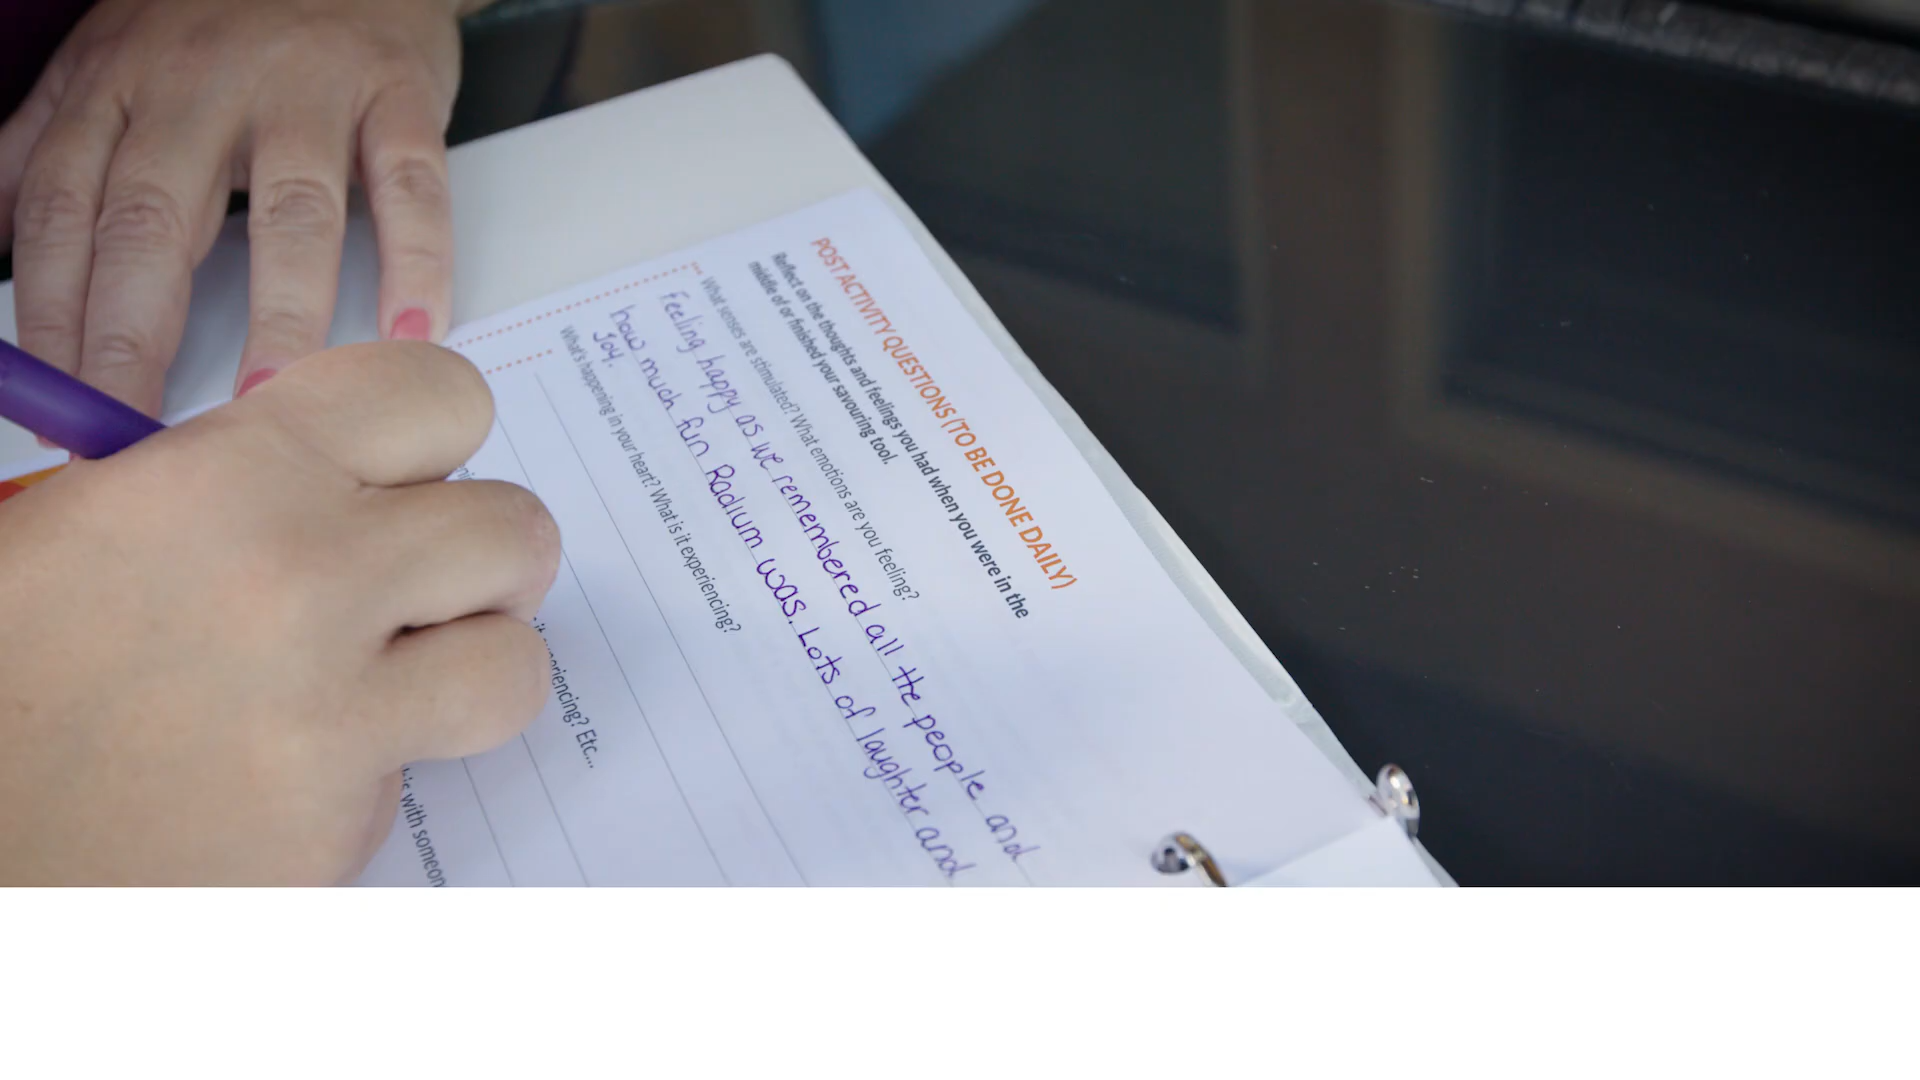 POST ACTIVITY QUESTIONS (TO BE DONE DAILY)
Reflect on the thoughts and feelings you had when you were in the
middle of or finished your savouring tool.
What senses are stimulated? What emotions are you feeling?
Feeling happy as we remembered all the people and
how much fun Radium was. Lots of laughter and
Joy.
What's happening in your heart? What is it experiencing?
it experiencing? Etc...
with someon